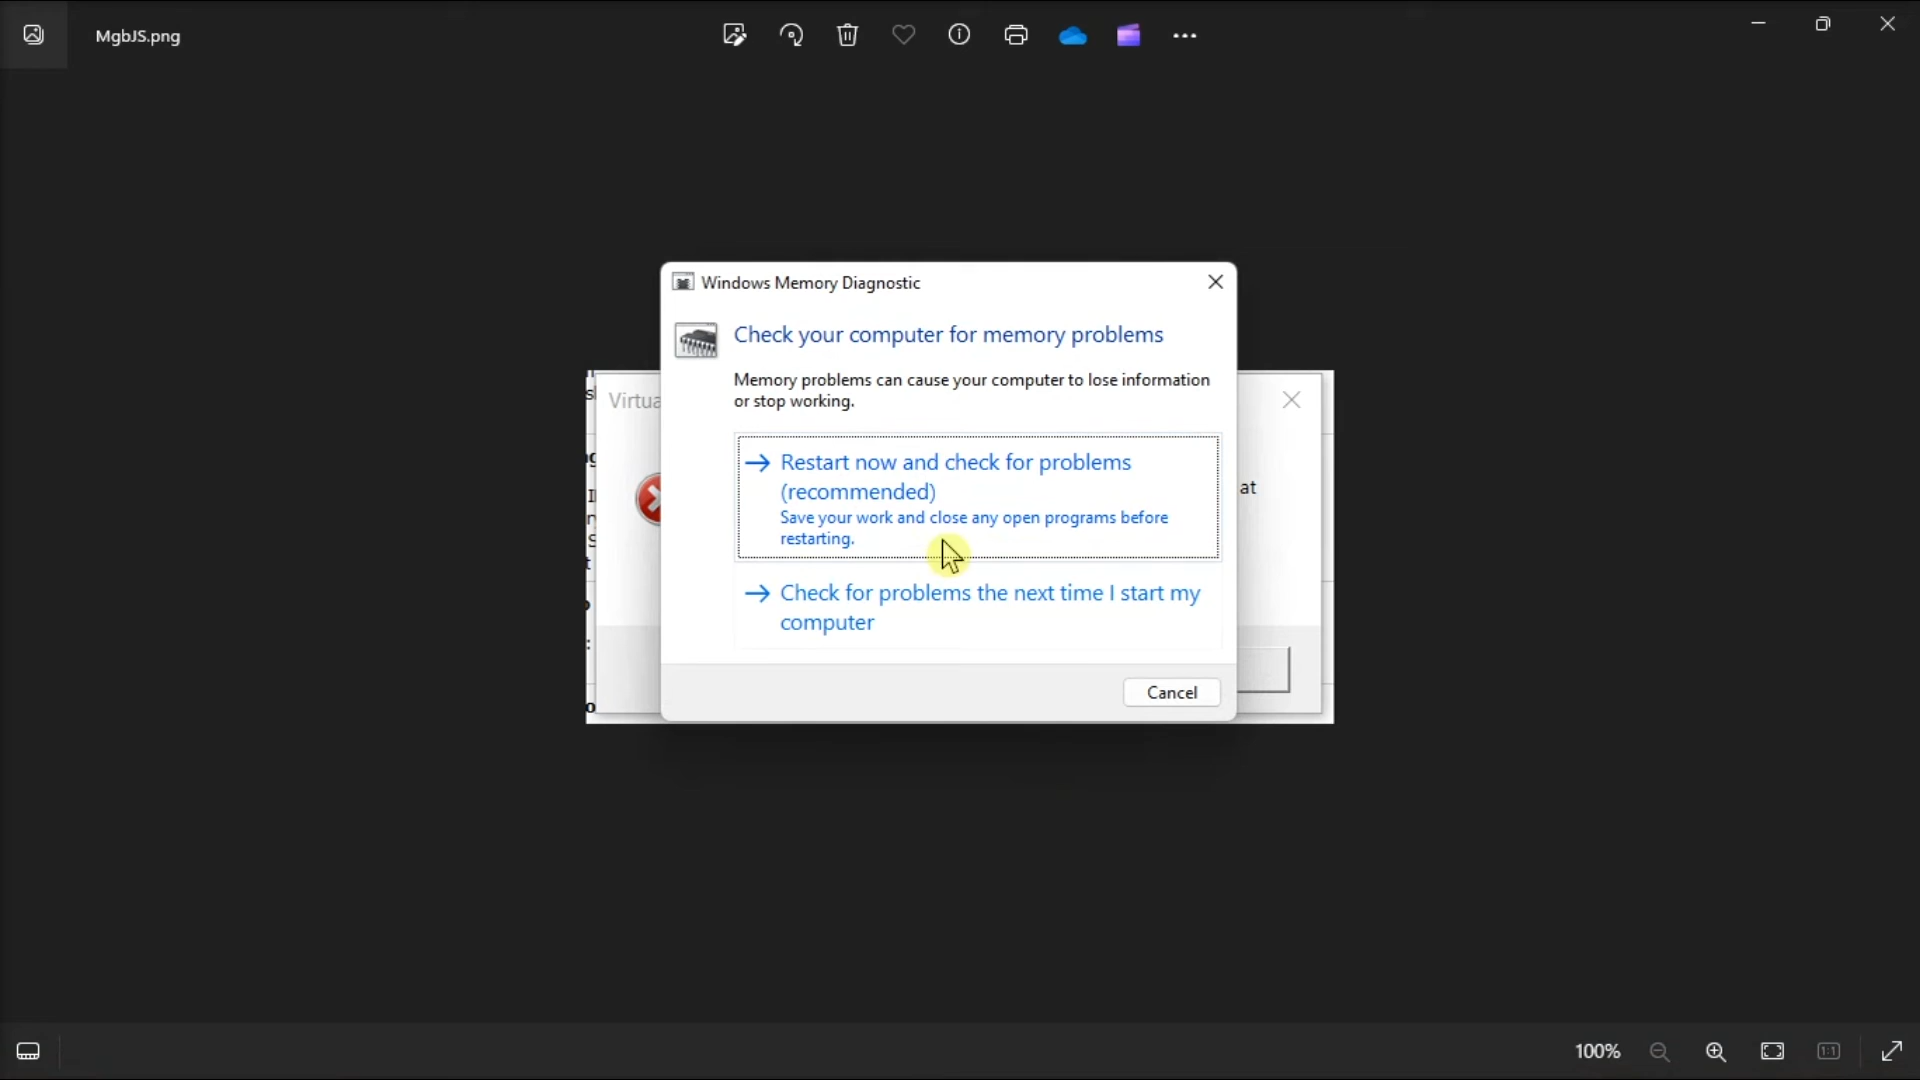 MgbJS.png
Windows Memory Diagnostic
Check your computer for memory problems
Memory problems can cause your computer to lose information
or stop working.
at
Restart now and check for problems
(recommended)
Save your work and close any open programs before
restarting.
Check for problems the next time I start my
computer
Cancel
100%
1:1